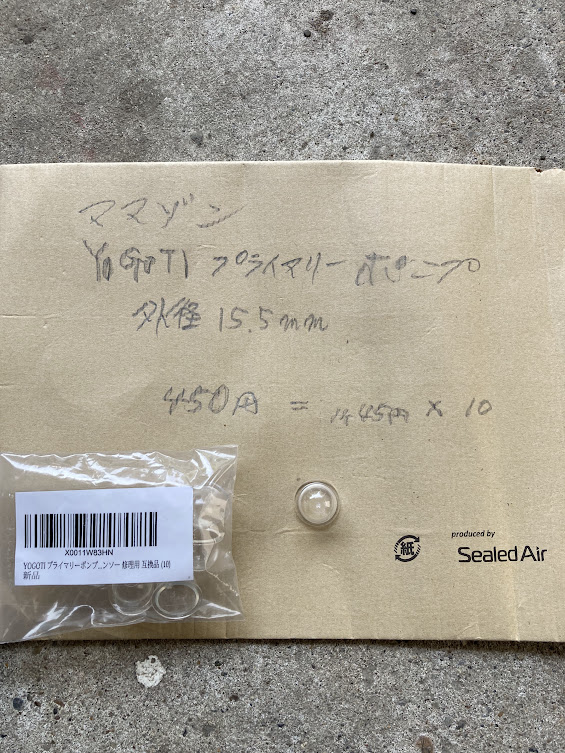 アマゾン
YOGOTI プライマリーポンプ
外径 15.5mm
450円 = 1ケ45円 × 10
X0011W83HN
YOGOTI プライマリーポンプ...ンソー 修理用 互換品 (10)
新品
紙
produced by
Sealed Air